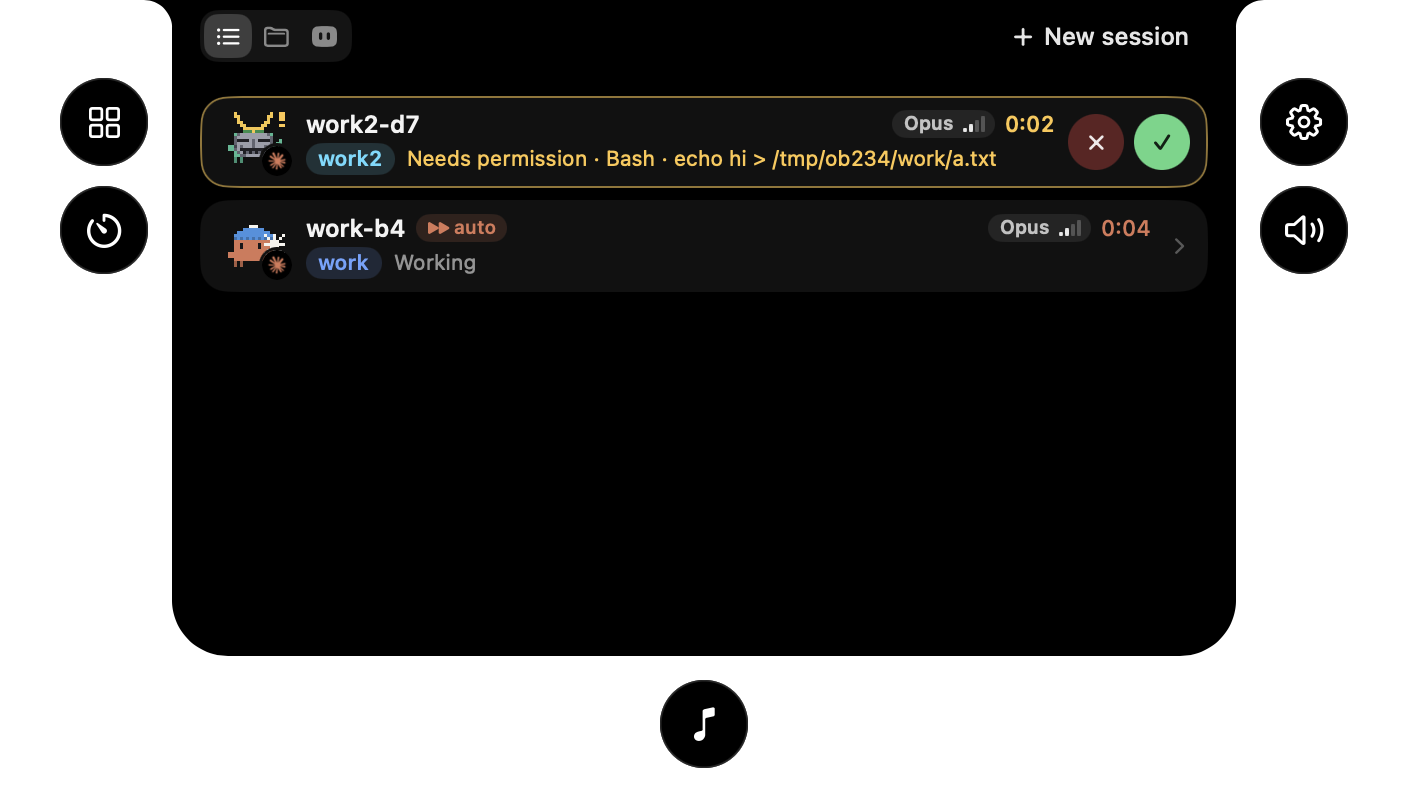 New session
work2-d7 Opus 0:02
work2 Needs permission · Bash · echo hi > /tmp/ob234/work/a.txt
work-b4 auto Opus 0:04
work Working